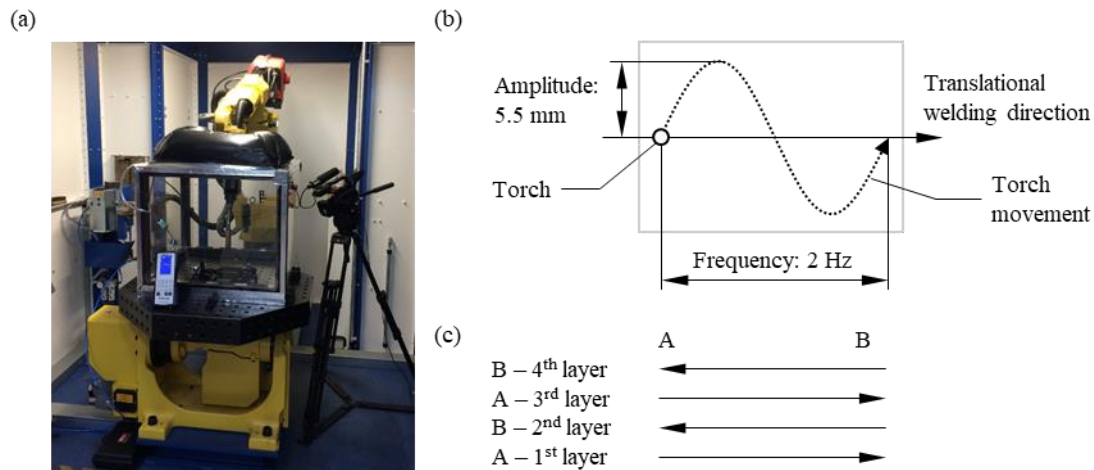 (a)
(b)
Amplitude:
5.5 mm
Translational
welding direction
Torch
Torch
movement
Frequency: 2 Hz
(c)
A B
B – 4th layer
A – 3rd layer
B – 2nd layer
A – 1st layer